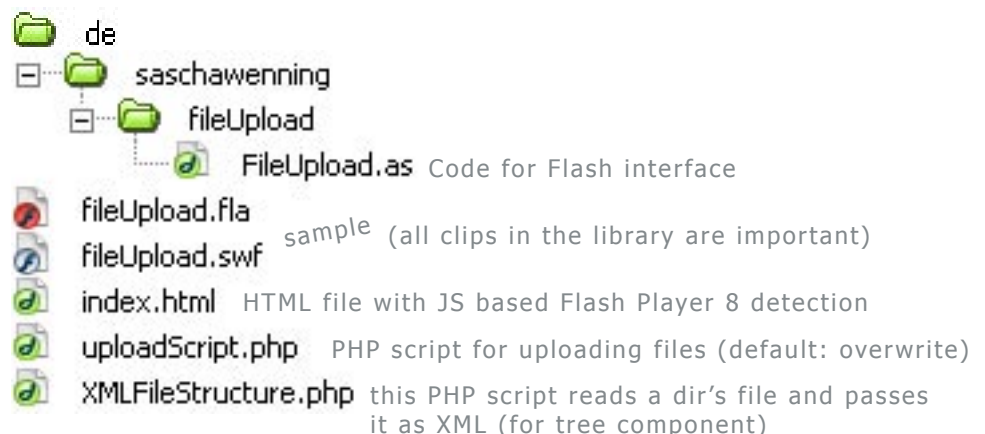 de
saschawenning
fileUpload
FileUpload.as Code for Flash interface
fileUpload.fla
sample (all clips in the library are important)
fileUpload.swf
index.html HTML file with JS based Flash Player 8 detection
uploadScript.php PHP script for uploading files (default: overwrite)
XMLFileStructure.php this PHP script reads a dir's file and passes
it as XML (for tree component)